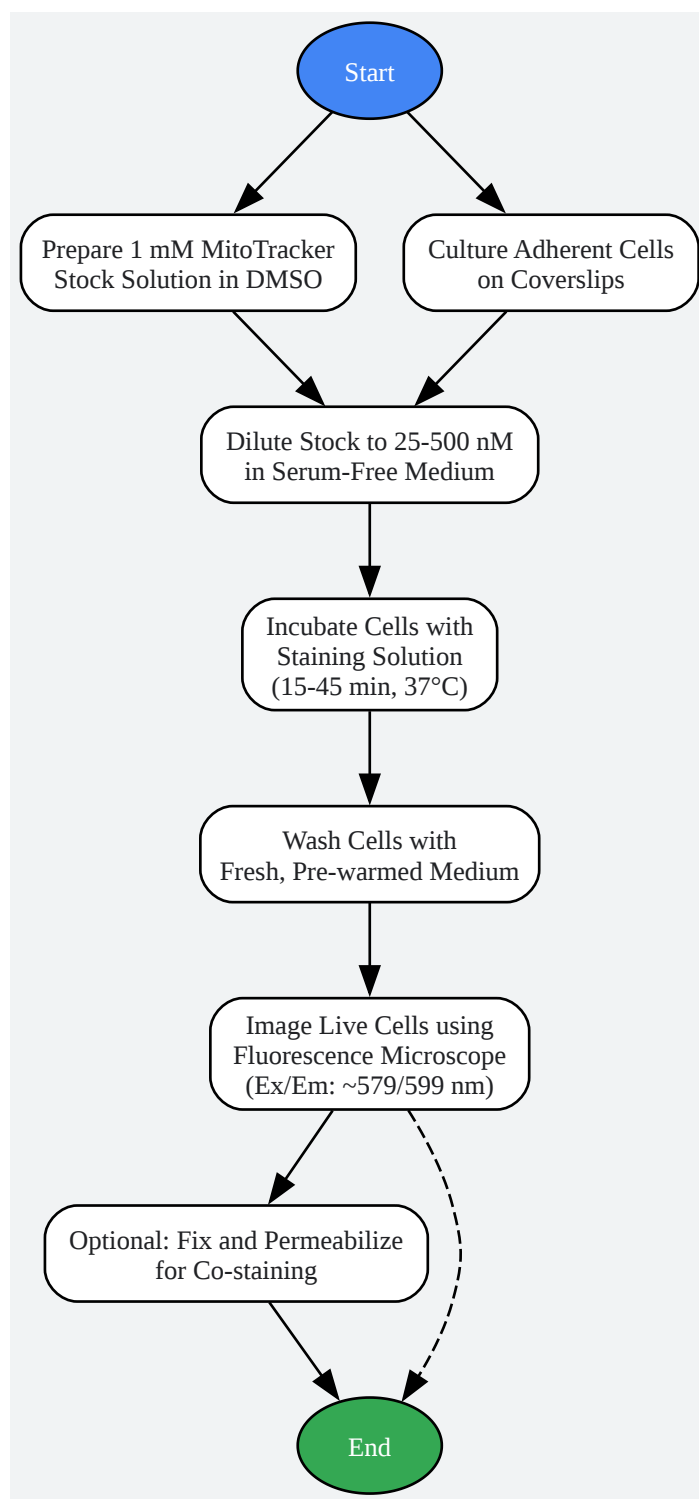 Start
Prepare 1 mM MitoTracker
Stock Solution in DMSO
Culture Adherent Cells
on Coverslips
Dilute Stock to 25-500 nM
in Serum-Free Medium
Incubate Cells with
Staining Solution
(15-45 min, 37°C)
Wash Cells with
Fresh, Pre-warmed Medium
Image Live Cells using
Fluorescence Microscope
(Ex/Em: ~579/599 nm)
Optional: Fix and Permeabilize
for Co-staining
End